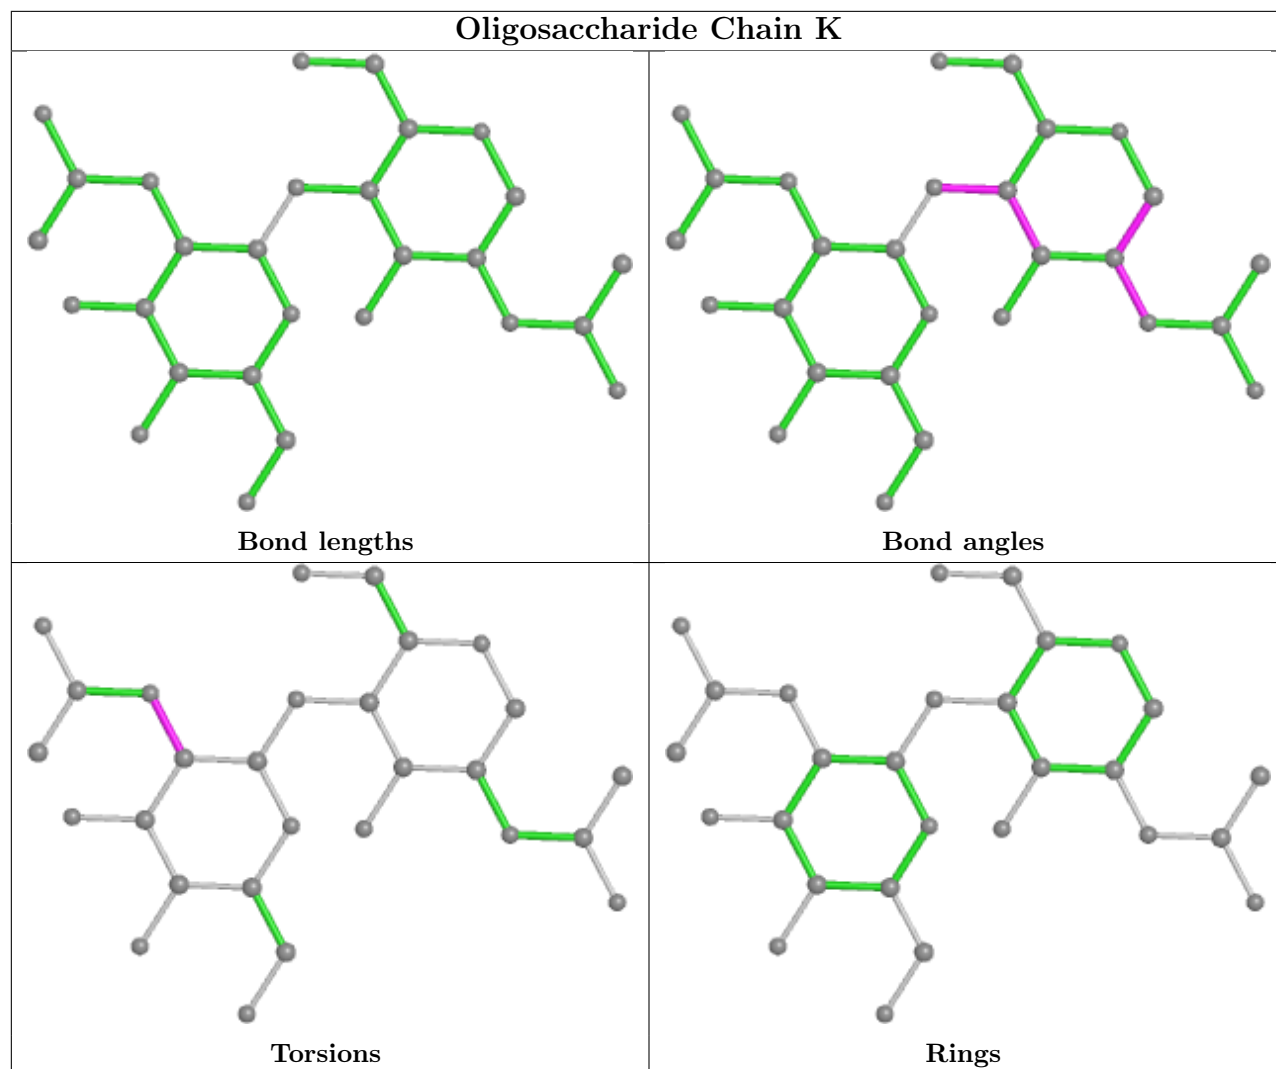 Oligosaccharide Chain K
Bond lengths
Bond angles
Torsions
Rings